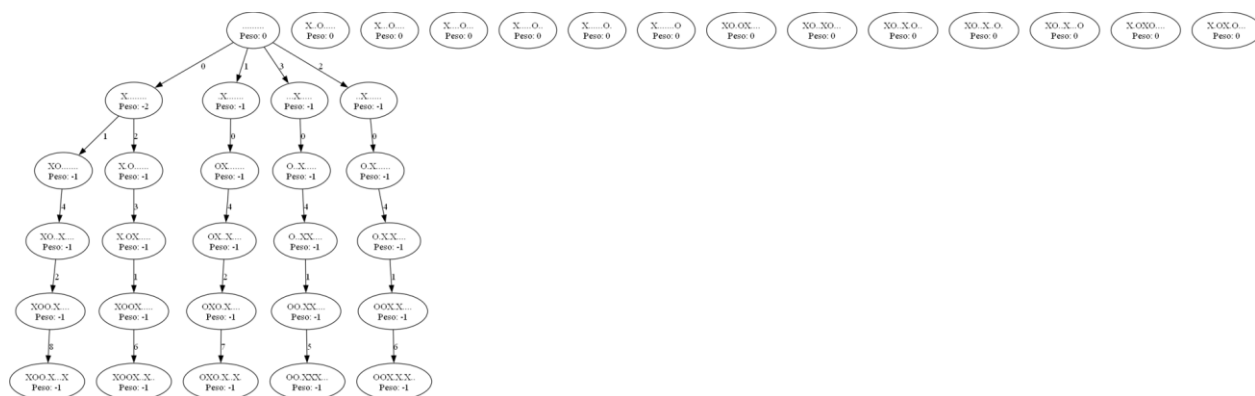 .........
Peso: 0
X..O.....
Peso: 0
X...O....
Peso: 0
X....O...
Peso: 0
X.....O..
Peso: 0
X......O.
Peso: 0
X.......O
Peso: 0
XO.OX....
Peso: 0
XO..XO...
Peso: 0
XO..X.O..
Peso: 0
XO..X..O.
Peso: 0
XO..X...O
Peso: 0
X.OXO....
Peso: 0
X.OX.O...
Peso: 0
0
1
3
2
X........
Peso: -2
.X.......
Peso: -1
...X.....
Peso: -1
..X......
Peso: -1
1
2
0
0
0
XO.......
Peso: -1
X.O......
Peso: -1
OX.......
Peso: -1
O..X.....
Peso: -1
O.X......
Peso: -1
4
3
4
4
4
XO..X....
Peso: -1
X.OX.....
Peso: -1
OX..X....
Peso: -1
O..XX....
Peso: -1
O.X.X....
Peso: -1
2
1
2
1
1
XOO.X....
Peso: -1
XOOX.....
Peso: -1
OXO.X....
Peso: -1
OO.XX....
Peso: -1
OOX.X....
Peso: -1
8
6
7
5
6
XOO.X...X
Peso: -1
XOOX..X..
Peso: -1
OXO.X..X.
Peso: -1
OO.XXX...
Peso: -1
OOX.X.X..
Peso: -1